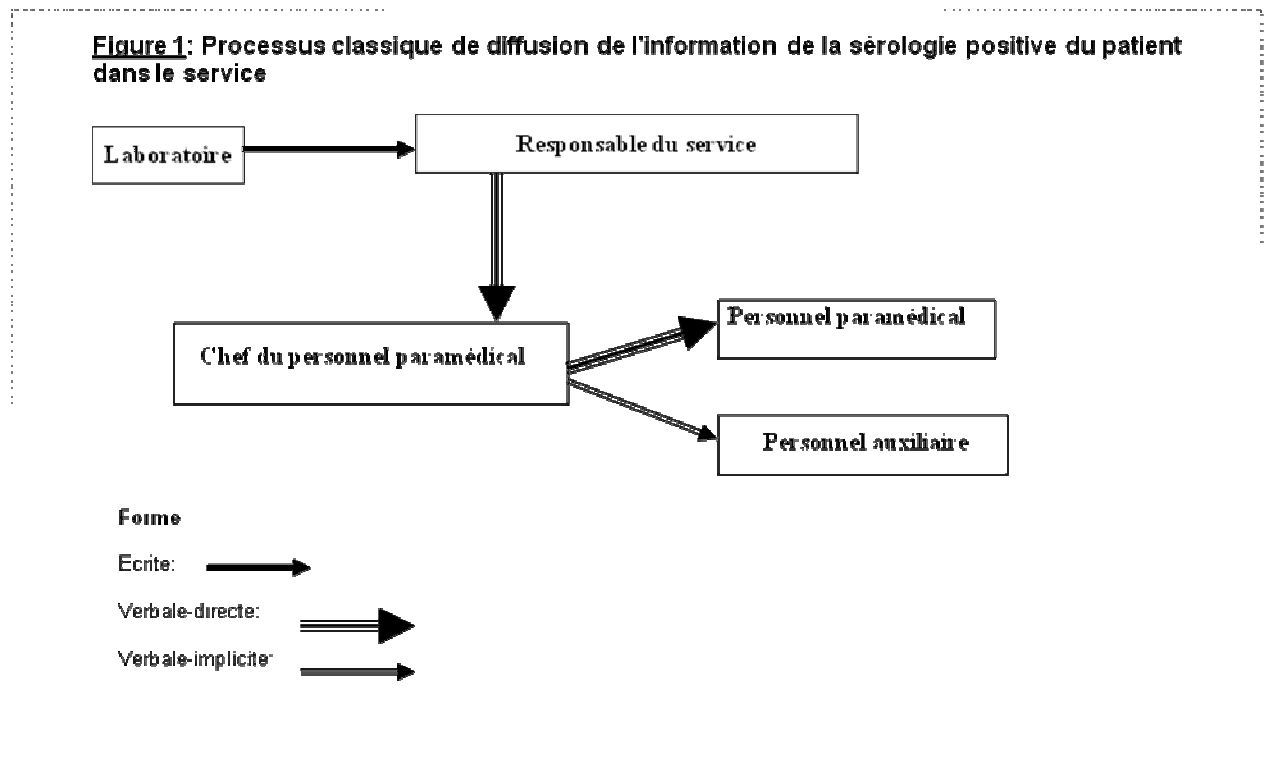 Figure 1: Processus classique de diffusion de l'information de la sérologie positive du patient
dans le service
Laboratoire
Responsable du service
Chef du personnel paramédical
Personnel paramédical
Personnel auxiliaire
Forme
Ecrite:
Verbale-directe:
Verbale-implicite: